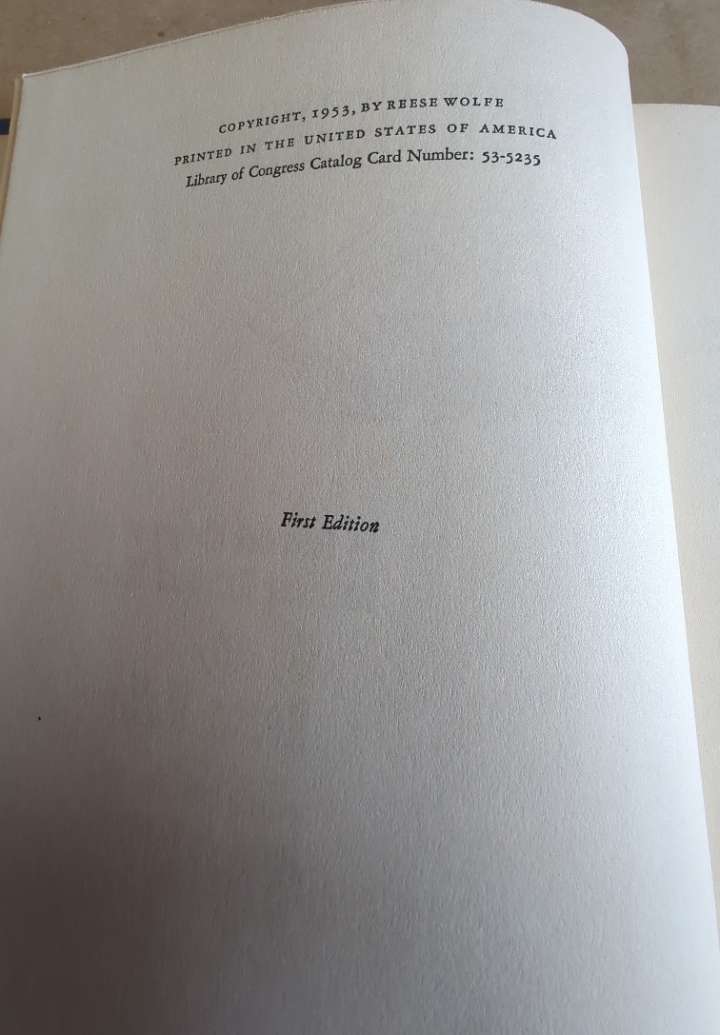 COPYRIGHT, 1953, BY REESE WOLFE
PRINTED IN THE UNITED STATES OF AMERICA
Library of Congress Catalog Card Number: 53-5235
First Edition